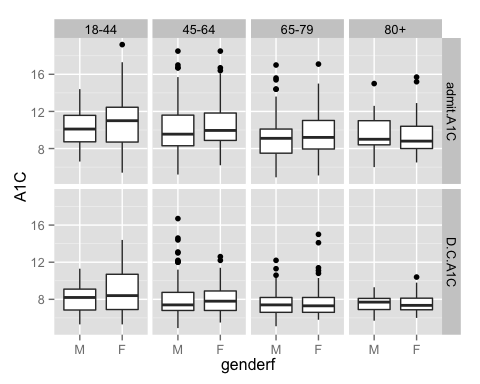 18-44 45-64 65-79 80+
16
12
8
admit.A1C
A1C
16
12
8
D.C.A1C
M F M F M F M F
genderf